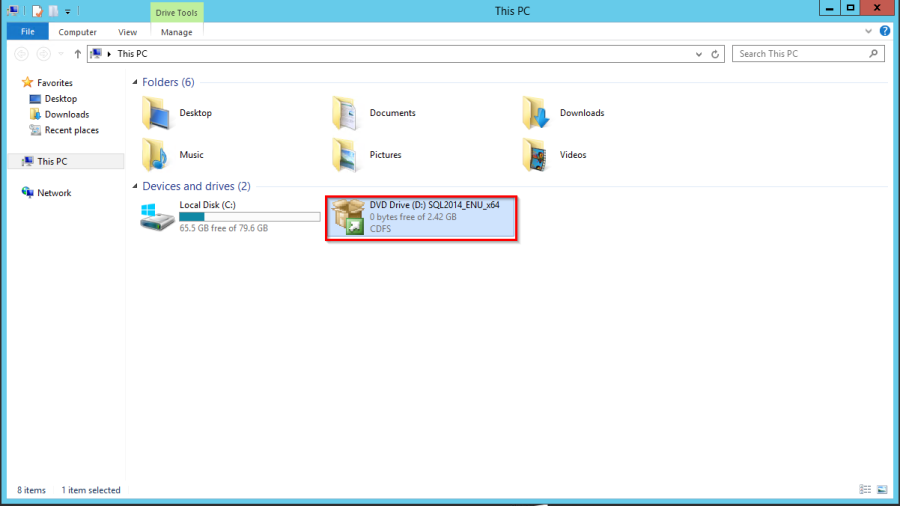 Drive Tools
This PC
File
Computer
View
Manage
This PC
Search This PC
Favorites
Desktop
Downloads
Recent places
This PC
Network
Folders (6)
Desktop
Documents
Downloads
Music
Pictures
Videos
Devices and drives (2)
Local Disk (C:)
65.5 GB free of 79.6 GB
DVD Drive (D:) SQL2014_ENU_x64
0 bytes free of 2.42 GB
CDFS
8 items
1 item selected